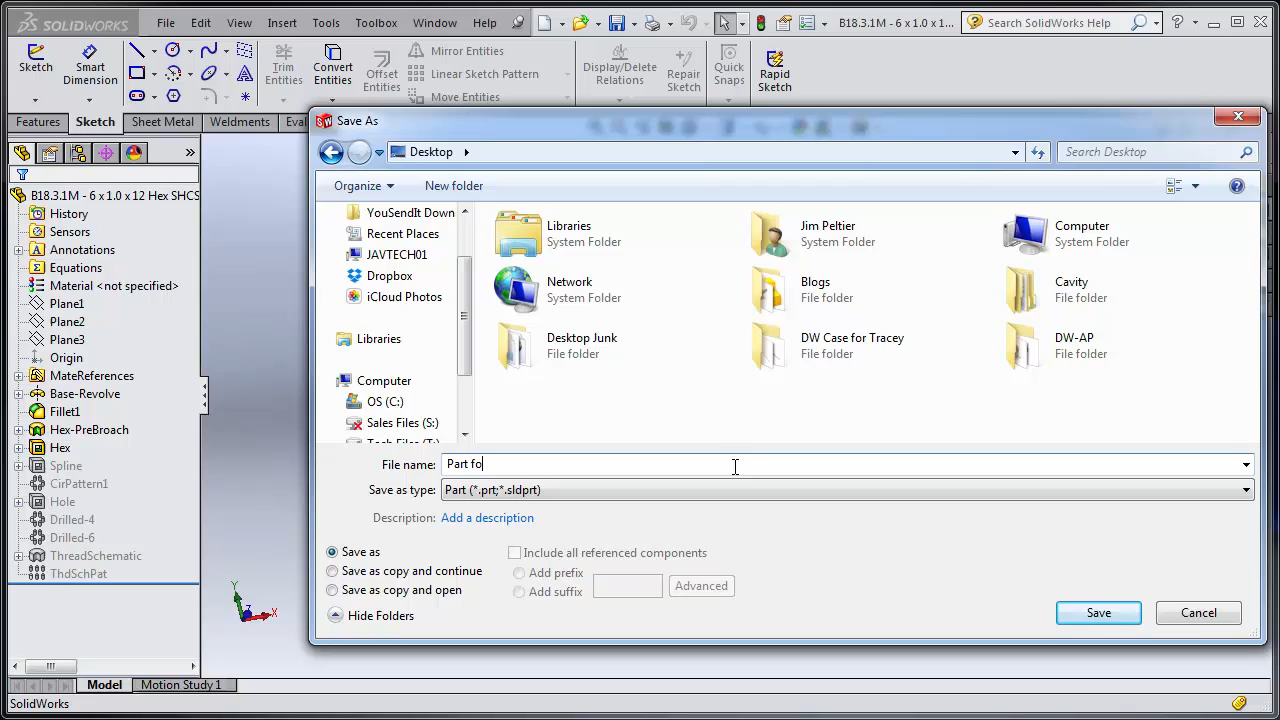 SOLIDWORKS File Edit View Insert Tools Toolbox Window Help B18.3.1M - 6 x 1.0 x 1... Search SolidWorks Help
Sketch Smart Dimension Trim Entities Convert Entities Offset Entities Mirror Entities Linear Sketch Pattern Move Entities Display/Delete Relations Repair Sketch Quick Snaps Rapid Sketch
Features Sketch Sheet Metal Weldments Eval
Save As
Desktop Search Desktop
Organize New folder
B18.3.1M - 6 x 1.0 x 12 Hex SHCS
History
Sensors
Annotations
Equations
Material <not specified>
Plane1
Plane2
Plane3
Origin
MateReferences
Base-Revolve
Fillet1
Hex-PreBroach
Hex
Spline
CirPattern1
Drilled-4
Drilled-6
ThreadSchematic
ThdSchPat
YouSendIt Down
Recent Places
JAVTECH01
Dropbox
iCloud Photos
Libraries
Computer
OS (C:)
Sales Files (S:)
Tech Files (T:)
Libraries
System Folder
Jim Peltier
System Folder
Computer
System Folder
Network
System Folder
Blogs
File folder
Cavity
File folder
Desktop Junk
File folder
DW Case for Tracey
File folder
DW-AP
File folder
File name: Part fo
Save as type: Part (*.prt;*.sldprt)
Description: Add a description
Save as
Save as copy and continue
Save as copy and open
Include all referenced components
Add prefix
Add suffix
Advanced
Hide Folders
Save Cancel
Y
Z
X
Model Motion Study 1
SolidWorks